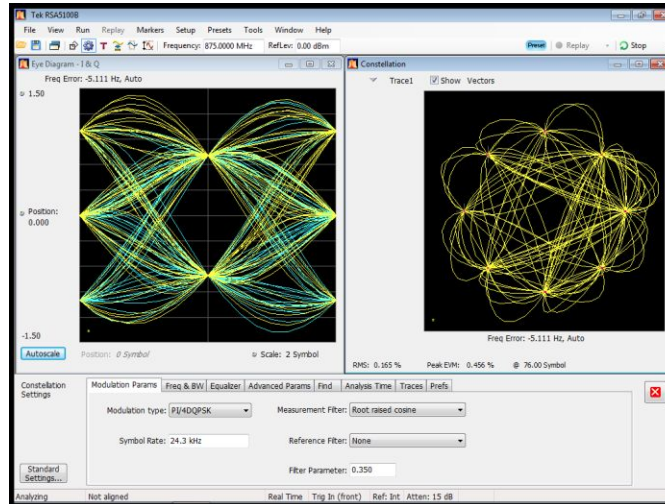 Tek RSA5100B
File View Run Replay Markers Setup Presets Tools Window Help
Frequency: 875.0000 MHz RefLev: 0.00 dBm Preset Replay Stop
Eye Diagram - I & Q
Freq Error: -5.111 Hz, Auto
1.50
Position:
0.000
-1.50
Autoscale Position: 0 Symbol Scale: 2 Symbol
Constellation
Trace1 Show Vectors
Freq Error: -5.111 Hz, Auto
RMS: 0.165 % Peak EVM: 0.456 % @ 76.00 Symbol
Constellation
Settings
Modulation Params Freq & BW Equalizer Advanced Params Find Analysis Time Traces Prefs
Modulation type: PI/4DQPSK Measurement Filter: Root raised cosine
Symbol Rate: 24.3 kHz Reference Filter: None
Filter Parameter: 0.350
Standard
Settings...
Analyzing Not aligned Real Time Trig In (front) Ref: Int Atten: 15 dB